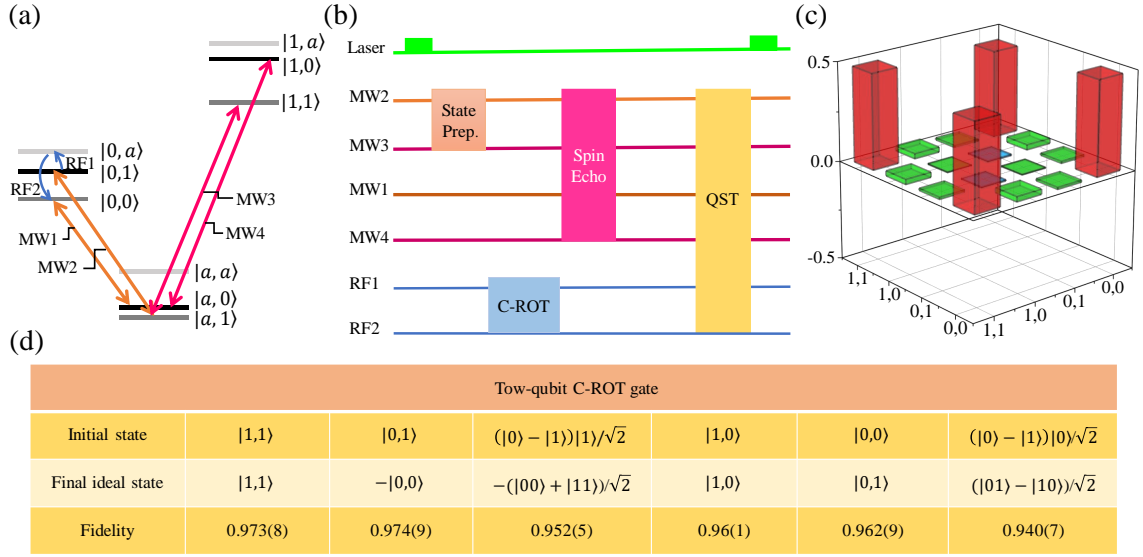 (a)
|1,a⟩
|1,0⟩
|1,1⟩
|0,a⟩
RF1
|0,1⟩
RF2
|0,0⟩
MW3
MW1
MW4
MW2
|a,a⟩
|a,0⟩
|a,1⟩
(b)
Laser
MW2
State
Prep.
MW3
Spin
Echo
MW1
QST
MW4
RF1
C-ROT
RF2
(c)
0.5
0.0
-0.5
1,1
1,0
0,1
0,0
1,1
1,0
0,1
0,0
(d)
Tow-qubit C-ROT gate
Initial state |1,1⟩ |0,1⟩ (|0⟩ − |1⟩)|1⟩/√2 |1,0⟩ |0,0⟩ (|0⟩ − |1⟩)|0⟩/√2
Final ideal state |1,1⟩ −|0,0⟩ −(|00⟩ + |11⟩)/√2 |1,0⟩ |0,1⟩ (|01⟩ − |10⟩)/√2
Fidelity 0.973(8) 0.974(9) 0.952(5) 0.96(1) 0.962(9) 0.940(7)